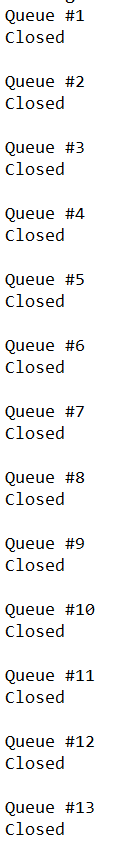 Queue #1
Closed
Queue #2
Closed
Queue #3
Closed
Queue #4
Closed
Queue #5
Closed
Queue #6
Closed
Queue #7
Closed
Queue #8
Closed
Queue #9
Closed
Queue #10
Closed
Queue #11
Closed
Queue #12
Closed
Queue #13
Closed